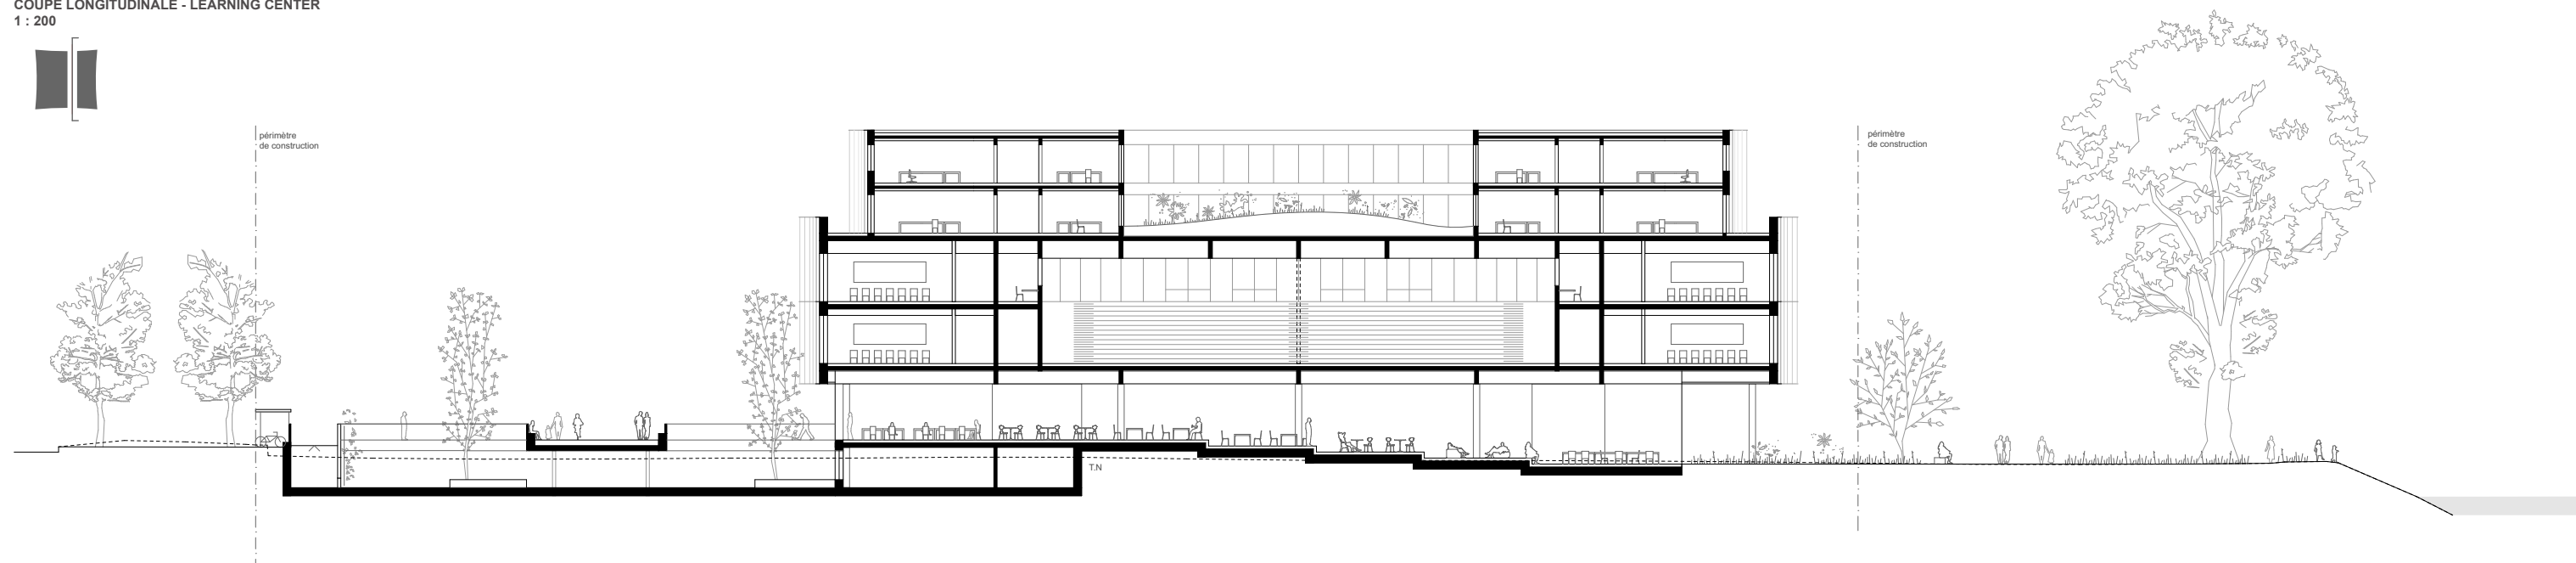 COUPE LONGITUDINALE - LEARNING CENTER
1 : 200
périmètre
de construction
périmètre
de construction
T.N